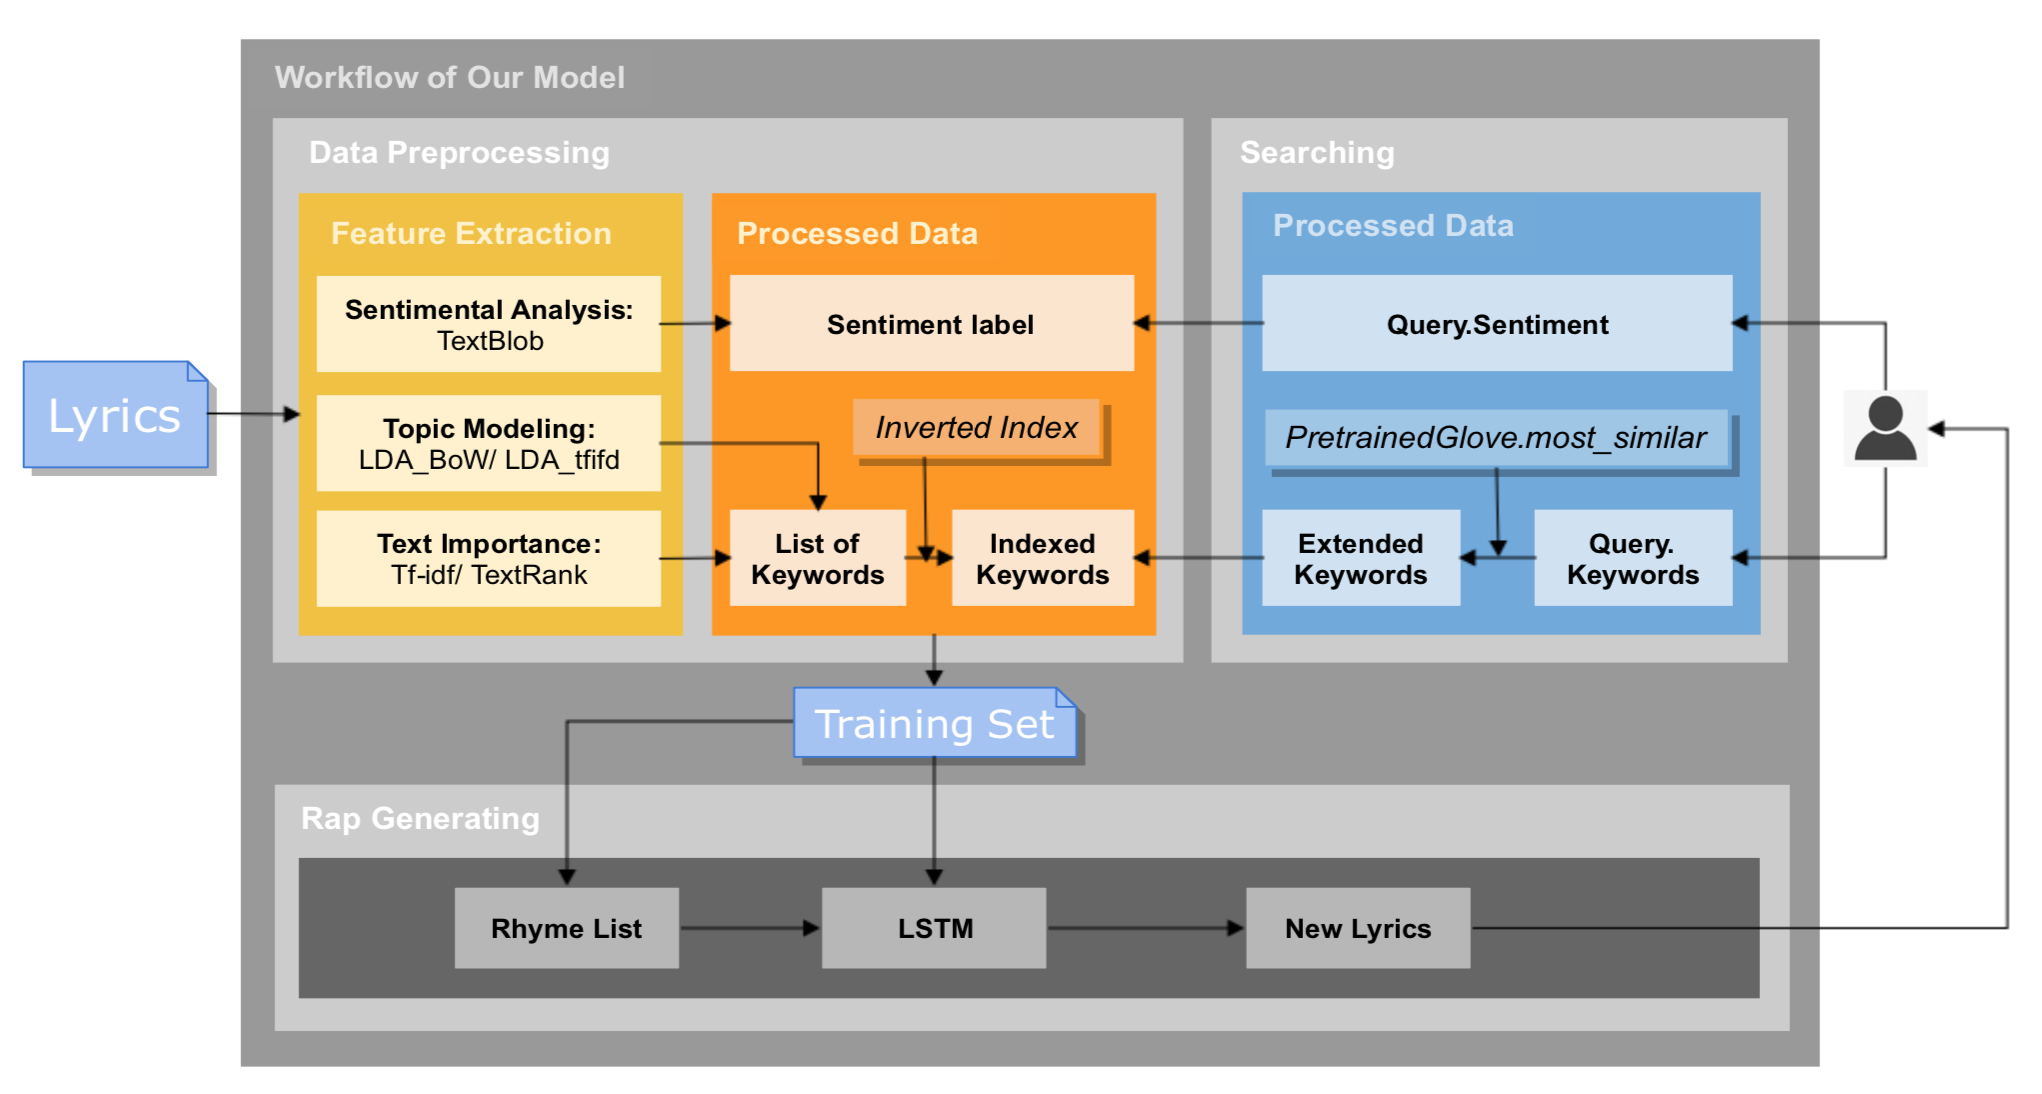 Workflow of Our Model
Data Preprocessing
Searching
Feature Extraction
Processed Data
Processed Data
Sentimental Analysis:
TextBlob
Sentiment label
Query.Sentiment
Lyrics
Topic Modeling:
LDA_BoW/ LDA_tfifd
Inverted Index
PretrainedGlove.most_similar
Text Importance:
Tf-idf/ TextRank
List of
Keywords
Indexed
Keywords
Extended
Keywords
Query.
Keywords
Training Set
Rap Generating
Rhyme List
LSTM
New Lyrics